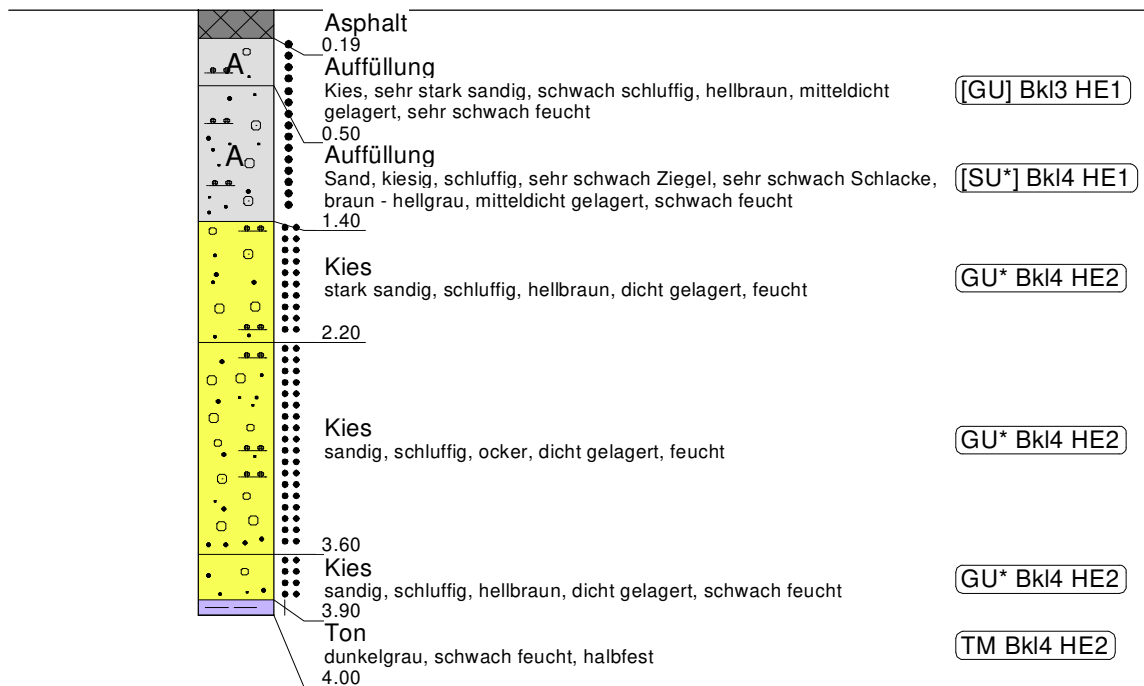 Asphalt
0.19
A
Auffüllung
Kies, sehr stark sandig, schwach schluffig, hellbraun, mitteldicht
gelagert, sehr schwach feucht
[GU] Bkl3 HE1
0.50
A
Auffüllung
Sand, kiesig, schluffig, sehr schwach Ziegel, sehr schwach Schlacke,
braun - hellgrau, mitteldicht gelagert, schwach feucht
[SU*] Bkl4 HE1
1.40
Kies
stark sandig, schluffig, hellbraun, dicht gelagert, feucht
GU* Bkl4 HE2
2.20
Kies
sandig, schluffig, ocker, dicht gelagert, feucht
GU* Bkl4 HE2
3.60
Kies
sandig, schluffig, hellbraun, dicht gelagert, schwach feucht
GU* Bkl4 HE2
3.90
Ton
dunkelgrau, schwach feucht, halbfest
TM Bkl4 HE2
4.00